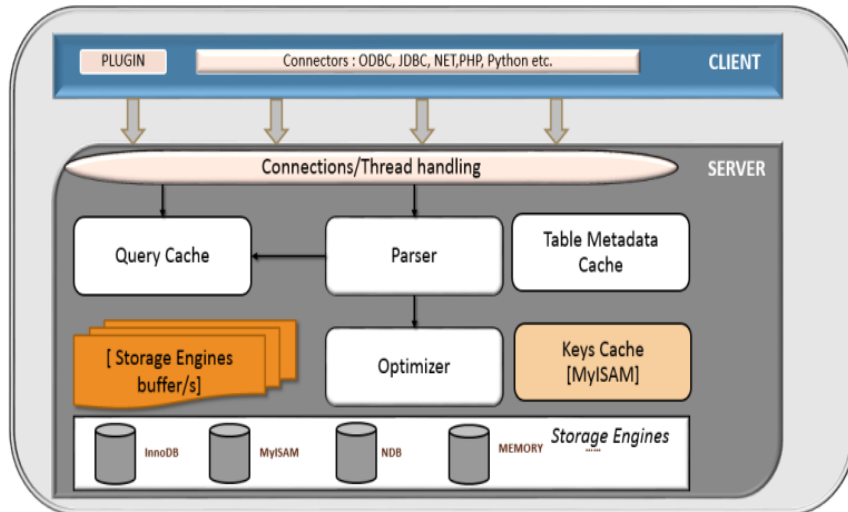 PLUGIN
Connectors : ODBC, JDBC, NET,PHP, Python etc.
CLIENT
Connections/Thread handling
SERVER
Query Cache
Parser
Table Metadata
Cache
[ Storage Engines
buffer/s]
Optimizer
Keys Cache
[MyISAM]
Storage Engines
......
InnoDB
MyISAM
NDB
MEMORY